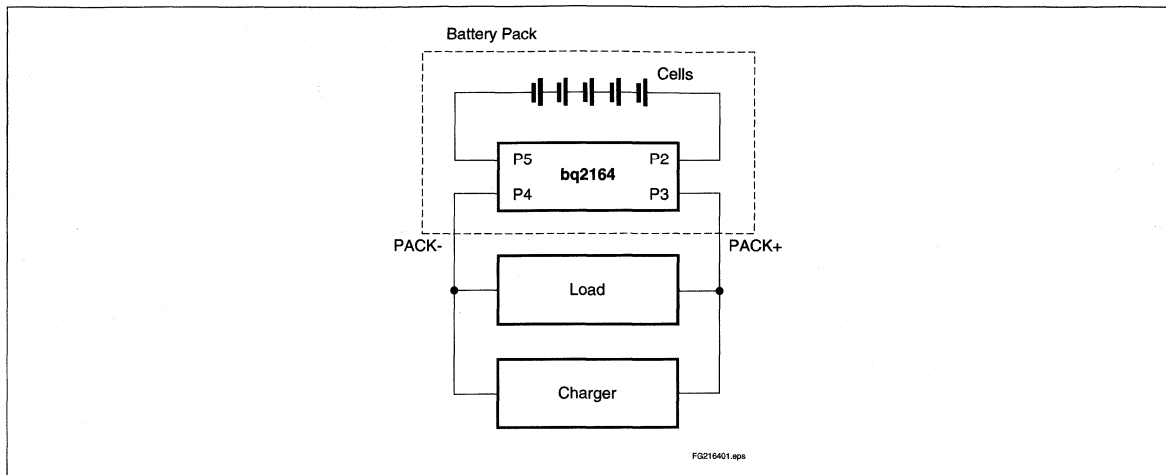 Battery Pack
Cells
P5
P2
bq2164
P4
P3
PACK-
PACK+
Load
Charger
FG216401.eps